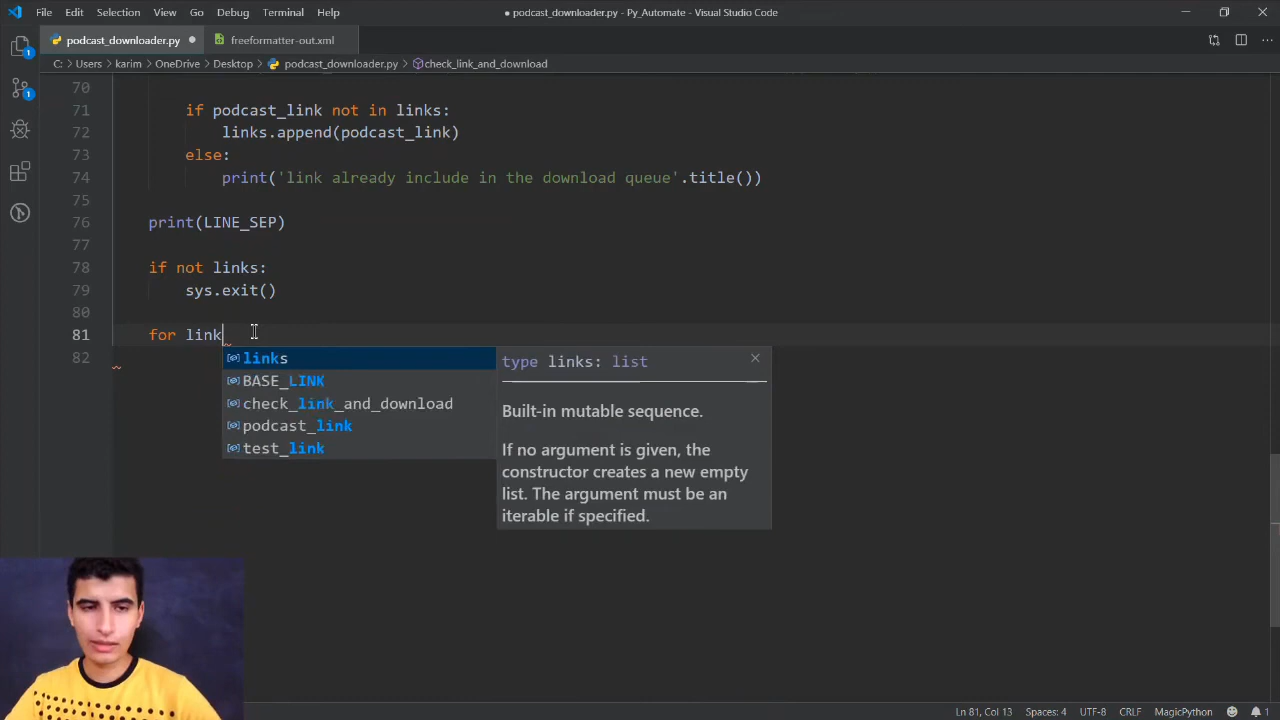 File Edit Selection View Go Debug Terminal Help
● podcast_downloader.py - Py_Automate - Visual Studio Code
podcast_downloader.py ● freeformatter-out.xml
C: > Users > karim > OneDrive > Desktop > podcast_downloader.py > check_link_and_download
70
71 if podcast_link not in links:
72 links.append(podcast_link)
73 else:
74 print('link already include in the download queue'.title())
75
76 print(LINE_SEP)
77
78 if not links:
79 sys.exit()
80
81 for link
82
links
BASE_LINK
check_link_and_download
podcast_link
test_link
type links: list
Built-in mutable sequence.
If no argument is given, the
constructor creates a new empty
list. The argument must be an
iterable if specified.
1
1
Ln 81, Col 13 Spaces: 4 UTF-8 CRLF MagicPython 1